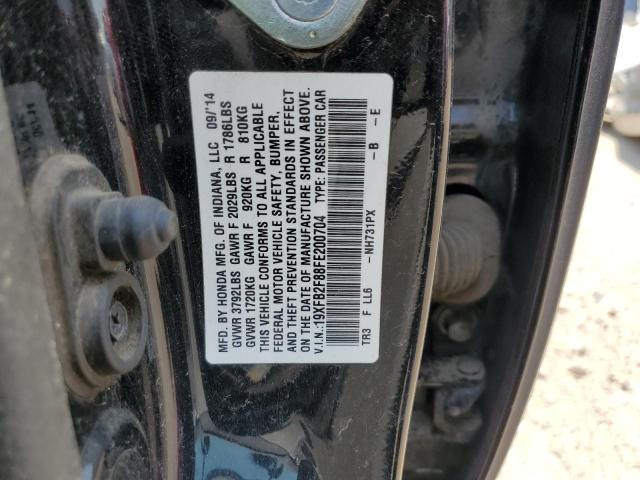 MFD. BY HONDA MFG. OF INDIANA, LLC 09/'14
GVWR 3792LBS GAWR F 2029LBS R 1786LBS
GVWR 1720KG GAWR F 920KG R 810KG
THIS VEHICLE CONFORMS TO ALL APPLICABLE
FEDERAL MOTOR VEHICLE SAFETY, BUMPER,
AND THEFT PREVENTION STANDARDS IN EFFECT
ON THE DATE OF MANUFACTURE SHOWN ABOVE.
V.I.N.:19XFB2F88FE200704 TYPE: PASSENGER CAR
TR3 F LL6 –NH731PX –B –E